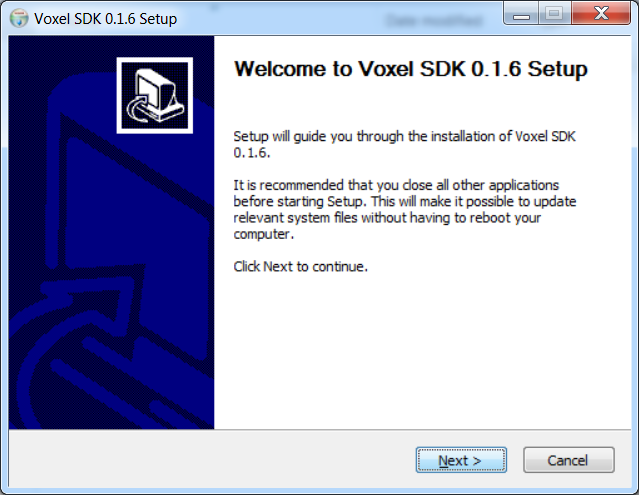 Voxel SDK 0.1.6 Setup
Date modified
Welcome to Voxel SDK 0.1.6 Setup
Setup will guide you through the installation of Voxel SDK
0.1.6.
It is recommended that you close all other applications
before starting Setup. This will make it possible to update
relevant system files without having to reboot your
computer.
Click Next to continue.
Next >
Cancel